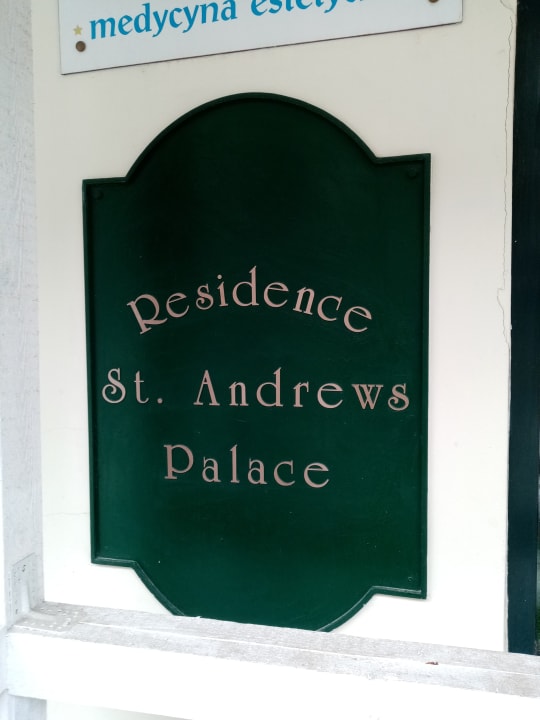 medycyna
Residence
St. Andrews
Palace